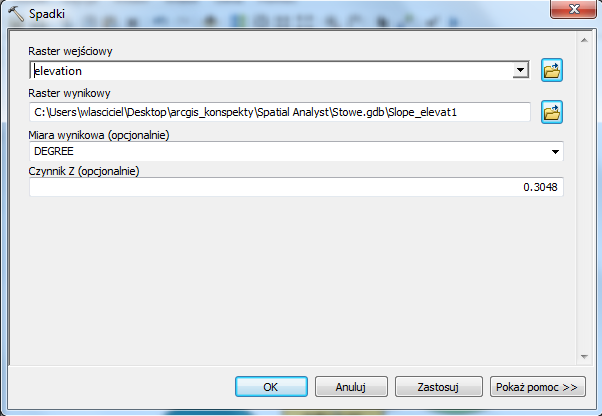 Spadki
Raster wejściowy
elevation
Raster wynikowy
C:\Users\wlasciciel\Desktop\arcgis_konspekty\Spatial Analyst\Stowe.gdb\Slope_elevat1
Miara wynikowa (opcjonalnie)
DEGREE
Czynnik Z (opcjonalnie)
0.3048
OK Anuluj Zastosuj Pokaż pomoc >>